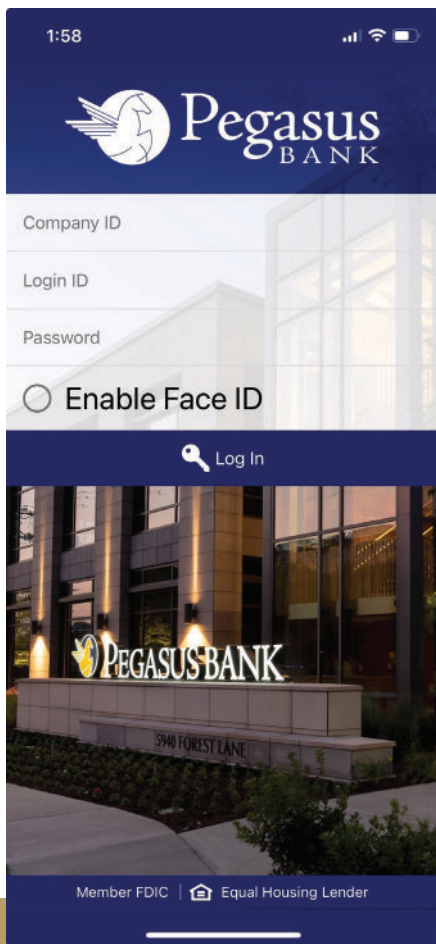 1:58
Pegasus
BANK
Company ID
Login ID
Password
Enable Face ID
Log In
PEGASUS BANK
5940 FOREST LANE
Member FDIC | Equal Housing Lender